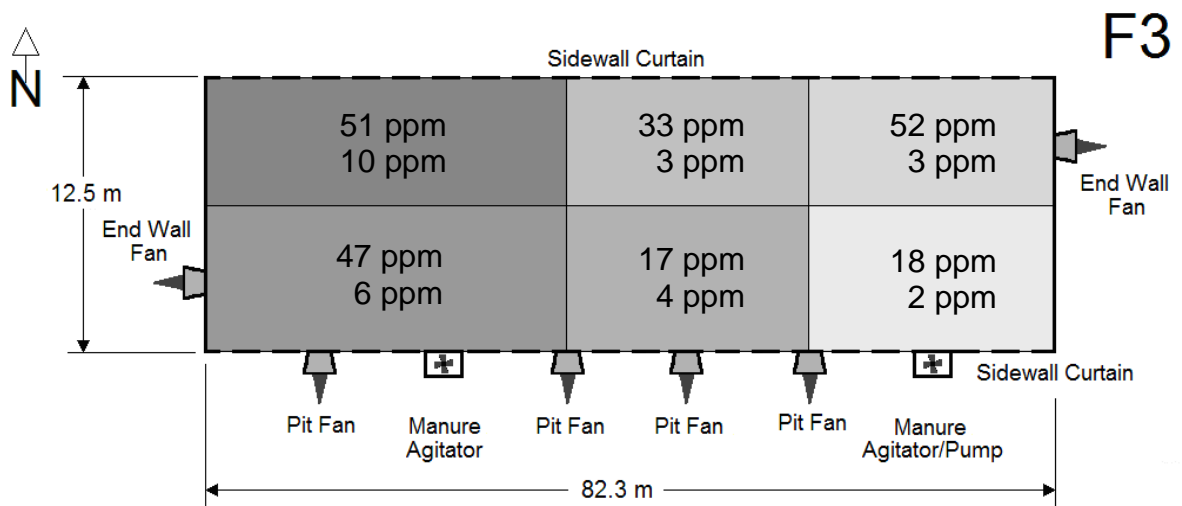 F3
N
Sidewall Curtain
51 ppm
10 ppm
33 ppm
3 ppm
52 ppm
3 ppm
12.5 m
End Wall
Fan
End Wall
Fan
47 ppm
6 ppm
17 ppm
4 ppm
18 ppm
2 ppm
Sidewall Curtain
Pit Fan
Manure
Agitator
Pit Fan
Pit Fan
Pit Fan
Manure
Agitator/Pump
82.3 m